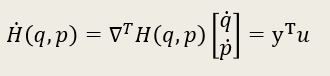 Ḣ(q, p) = ∇ᵀH(q, p) [q̇ ṗ] = yᵀu